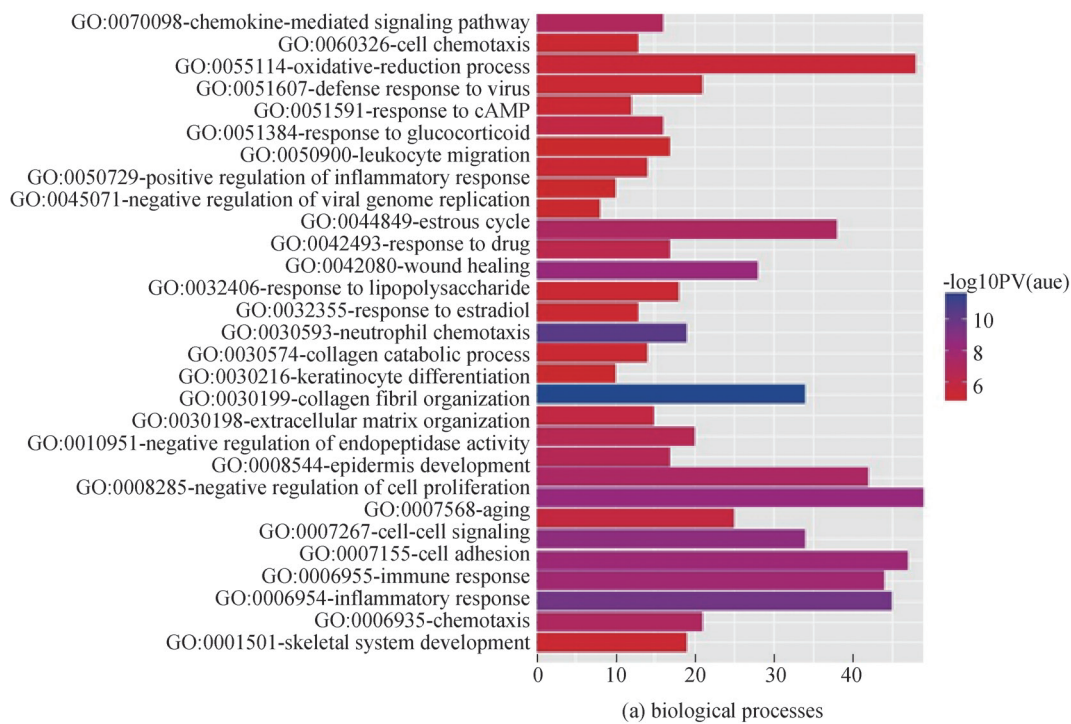 GO:0070098-chemokine-mediated signaling pathway
GO:0060326-cell chemotaxis
GO:0055114-oxidative-reduction process
GO:0051607-defense response to virus
GO:0051591-response to cAMP
GO:0051384-response to glucocorticoid
GO:0050900-leukocyte migration
GO:0050729-positive regulation of inflammatory response
GO:0045071-negative regulation of viral genome replication
GO:0044849-estrous cycle
GO:0042493-response to drug
GO:0042080-wound healing
GO:0032406-response to lipopolysaccharide
GO:0032355-response to estradiol
GO:0030593-neutrophil chemotaxis
GO:0030574-collagen catabolic process
GO:0030216-keratinocyte differentiation
GO:0030199-collagen fibril organization
GO:0030198-extracellular matrix organization
GO:0010951-negative regulation of endopeptidase activity
GO:0008544-epidermis development
GO:0008285-negative regulation of cell proliferation
GO:0007568-aging
GO:0007267-cell-cell signaling
GO:0007155-cell adhesion
GO:0006955-immune response
GO:0006954-inflammatory response
GO:0006935-chemotaxis
GO:0001501-skeletal system development
0 10 20 30 40
-log10PV(aue)
10
8
6
(a) biological processes